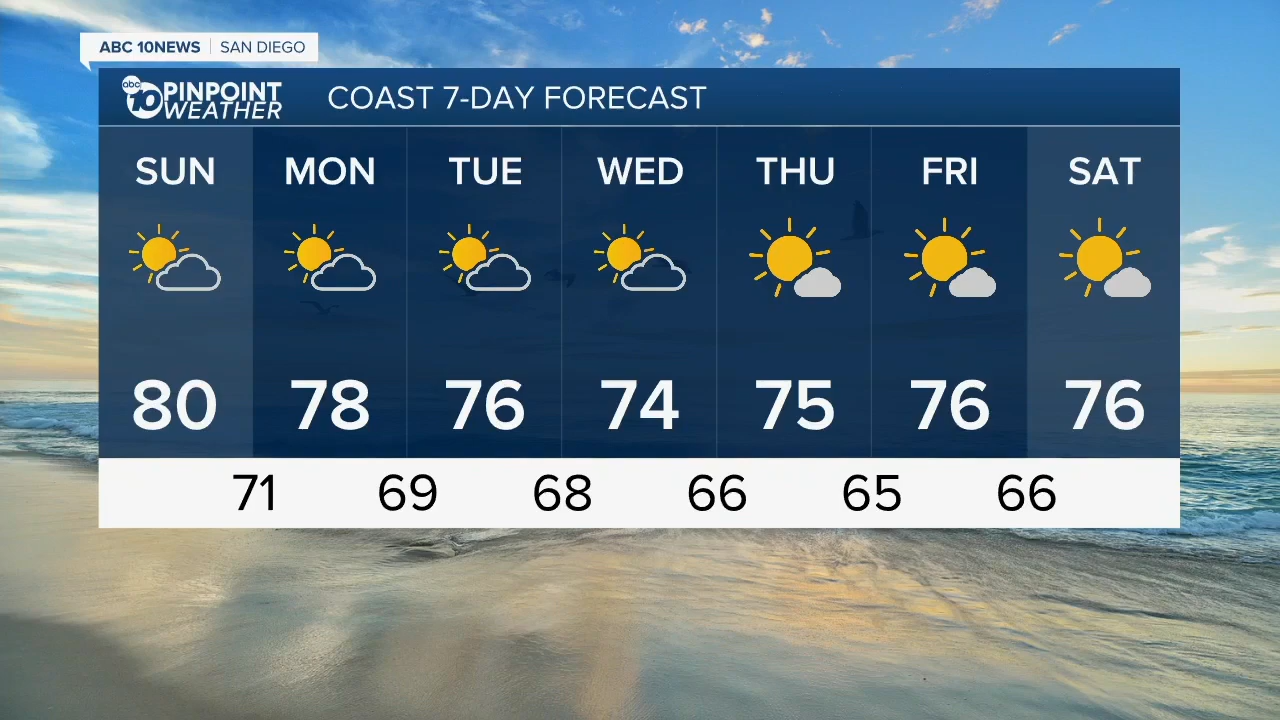 ABC 10NEWS | SAN DIEGO
abc 10 PINPOINT WEATHER
COAST 7-DAY FORECAST
SUN MON TUE WED THU FRI SAT
80 78 76 74 75 76 76
71 69 68 66 65 66